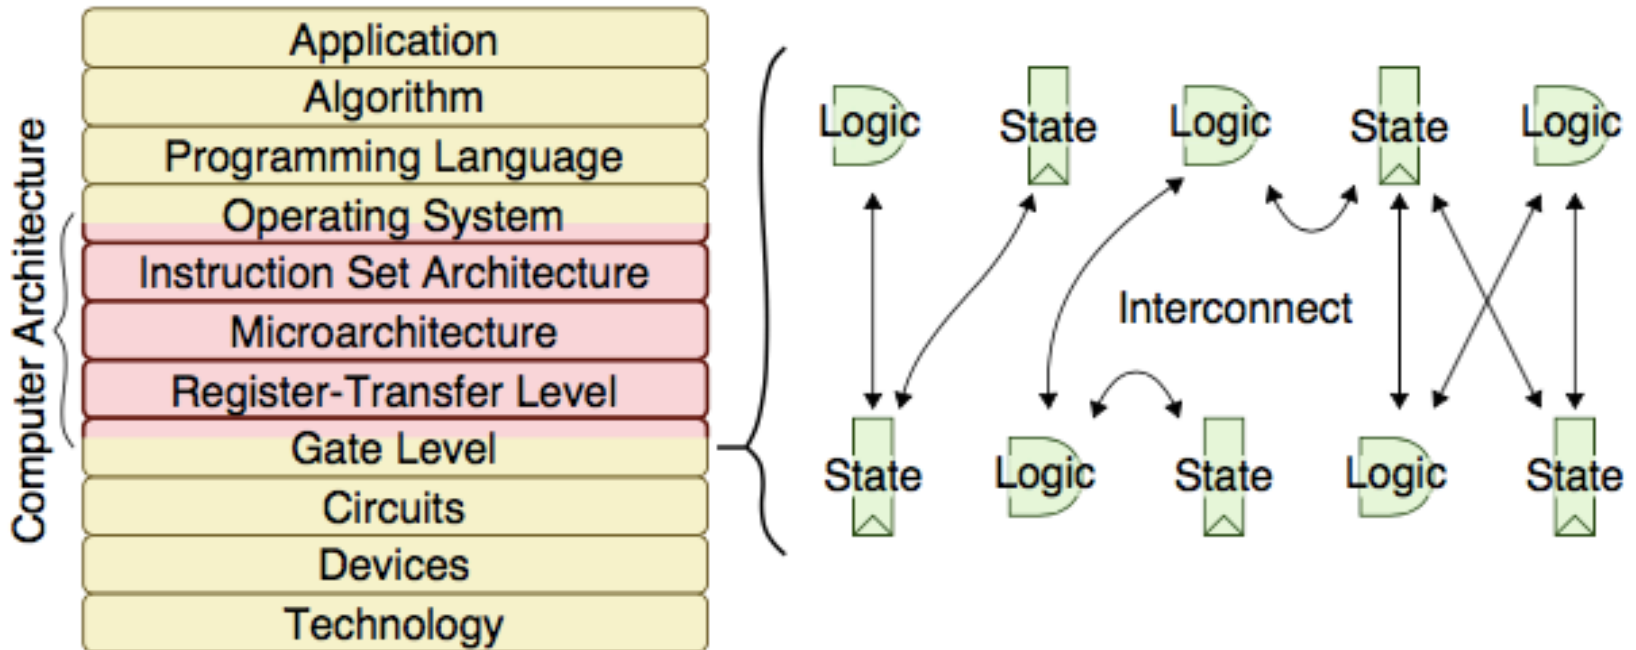 Computer Architecture
Application
Algorithm
Programming Language
Operating System
Instruction Set Architecture
Microarchitecture
Register-Transfer Level
Gate Level
Circuits
Devices
Technology
Logic State Logic State Logic
Interconnect
State Logic State Logic State